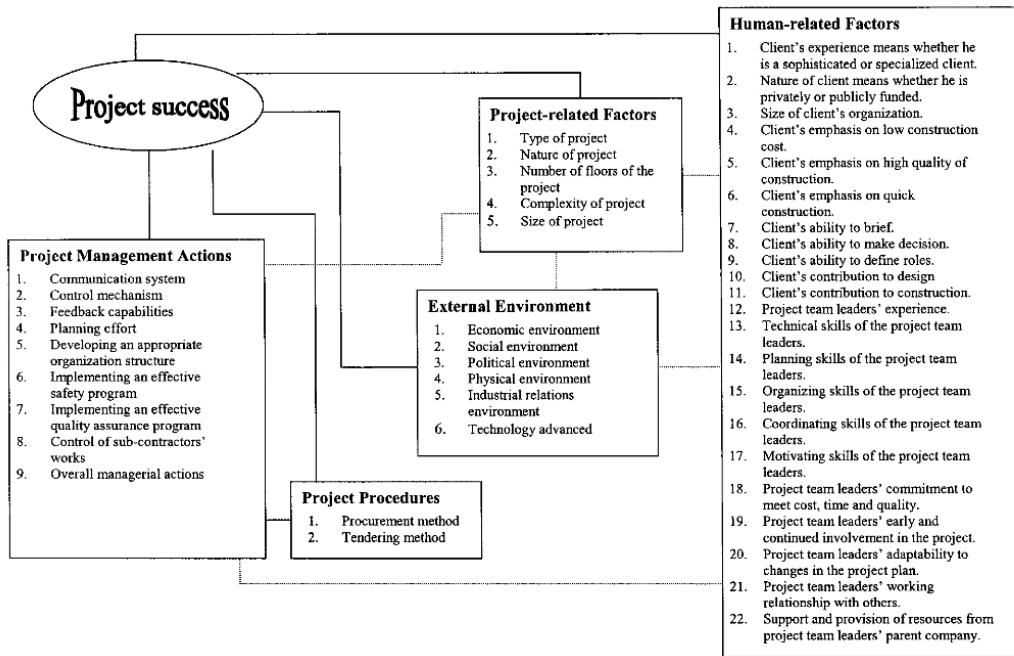 Project success
Project Management Actions
1. Communication system
2. Control mechanism
3. Feedback capabilities
4. Planning effort
5. Developing an appropriate
organization structure
6. Implementing an effective
safety program
7. Implementing an effective
quality assurance program
8. Control of sub-contractors'
works
9. Overall managerial actions
Project Procedures
1. Procurement method
2. Tendering method
Project-related Factors
1. Type of project
2. Nature of project
3. Number of floors of the
project
4. Complexity of project
5. Size of project
External Environment
1. Economic environment
2. Social environment
3. Political environment
4. Physical environment
5. Industrial relations
environment
6. Technology advanced
Human-related Factors
1. Client's experience means whether he
is a sophisticated or specialized client.
2. Nature of client means whether he is
privately or publicly funded.
3. Size of client's organization.
4. Client's emphasis on low construction
cost.
5. Client's emphasis on high quality of
construction.
6. Client's emphasis on quick
construction.
7. Client's ability to brief.
8. Client's ability to make decision.
9. Client's ability to define roles.
10. Client's contribution to design
11. Client's contribution to construction.
12. Project team leaders' experience.
13. Technical skills of the project team
leaders.
14. Planning skills of the project team
leaders.
15. Organizing skills of the project team
leaders.
16. Coordinating skills of the project team
leaders.
17. Motivating skills of the project team
leaders.
18. Project team leaders' commitment to
meet cost, time and quality.
19. Project team leaders' early and
continued involvement in the project.
20. Project team leaders' adaptability to
changes in the project plan.
21. Project team leaders' working
relationship with others.
22. Support and provision of resources from
project team leaders' parent company.